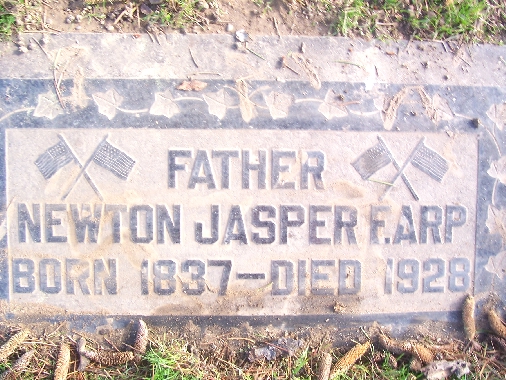 FATHER
NEWTON JASPER EARP
BORN 1837-DIED 1928